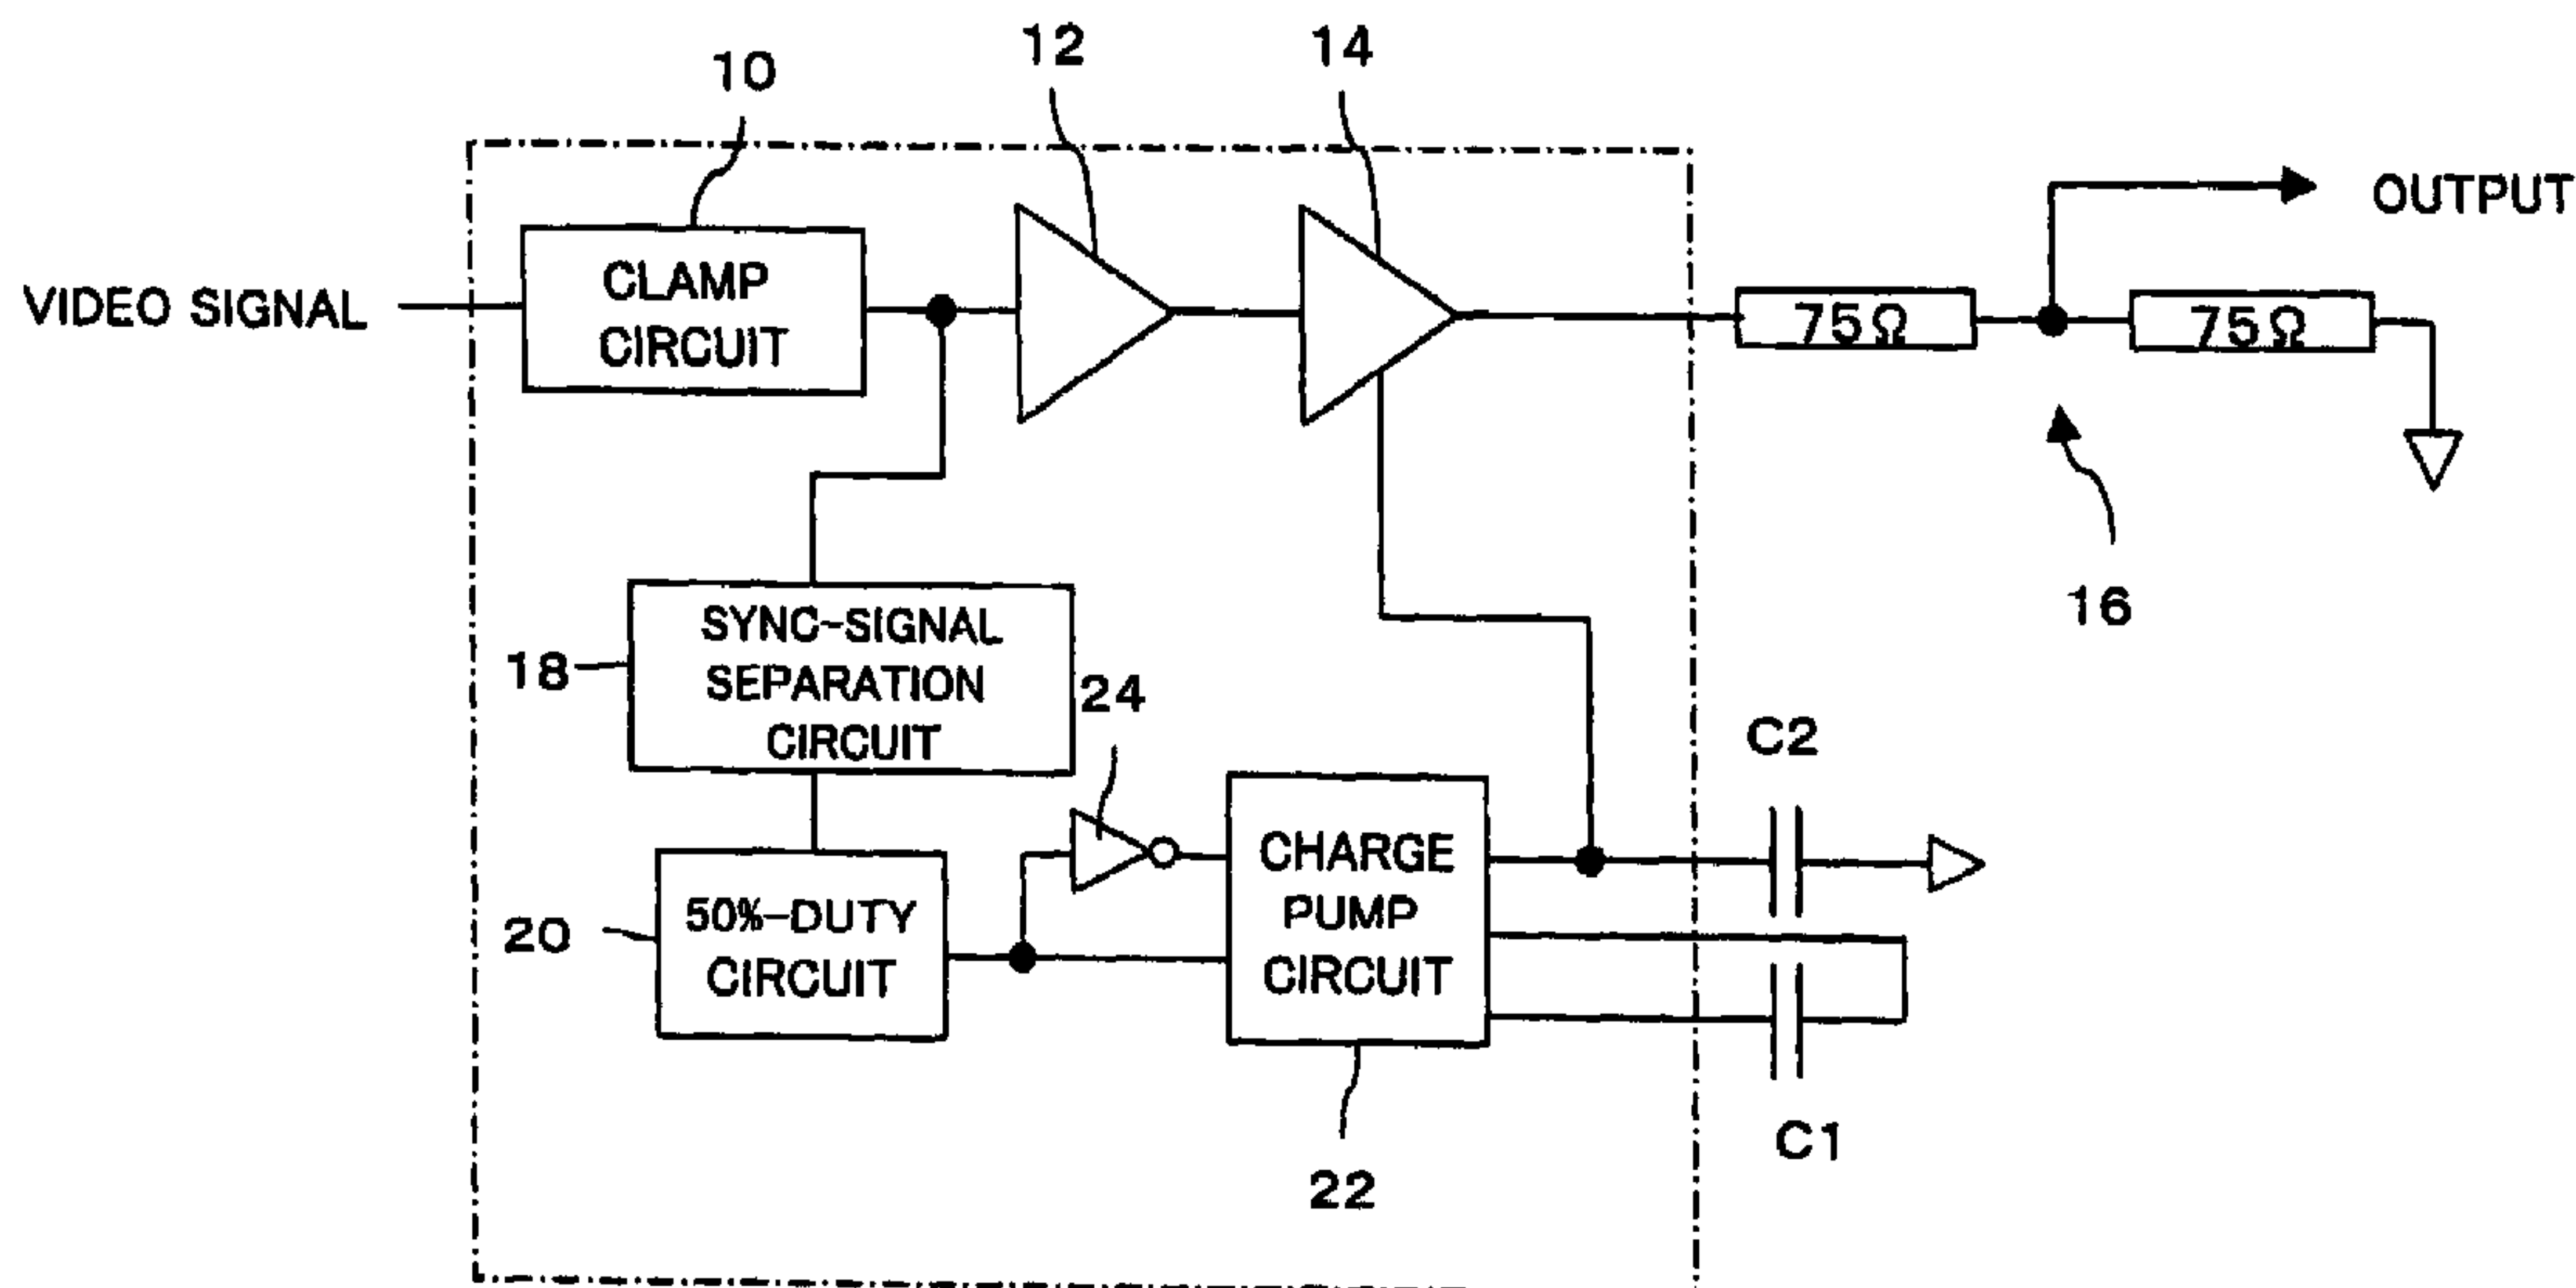 12
14
10
OUTPUT
VIDEO SIGNAL
CLAMP
CIRCUIT
75Ω
75Ω
16
18
SYNC-SIGNAL
SEPARATION
CIRCUIT
24
C2
20
50%-DUTY
CIRCUIT
CHARGE
PUMP
CIRCUIT
C1
22